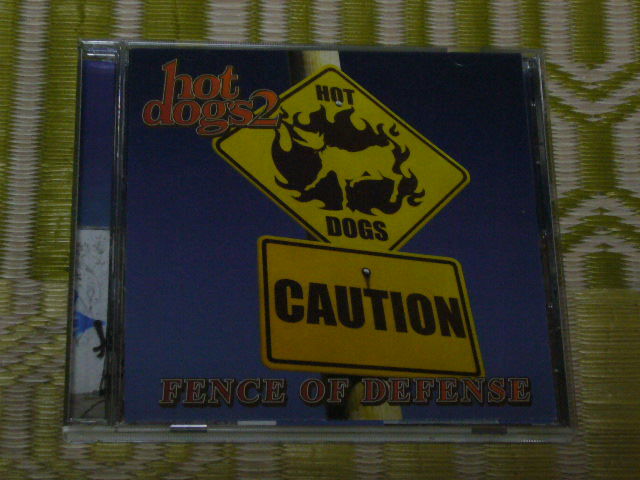 hot
dogs2
HOT
DOGS
CAUTION
FENCE OF DEFENSE